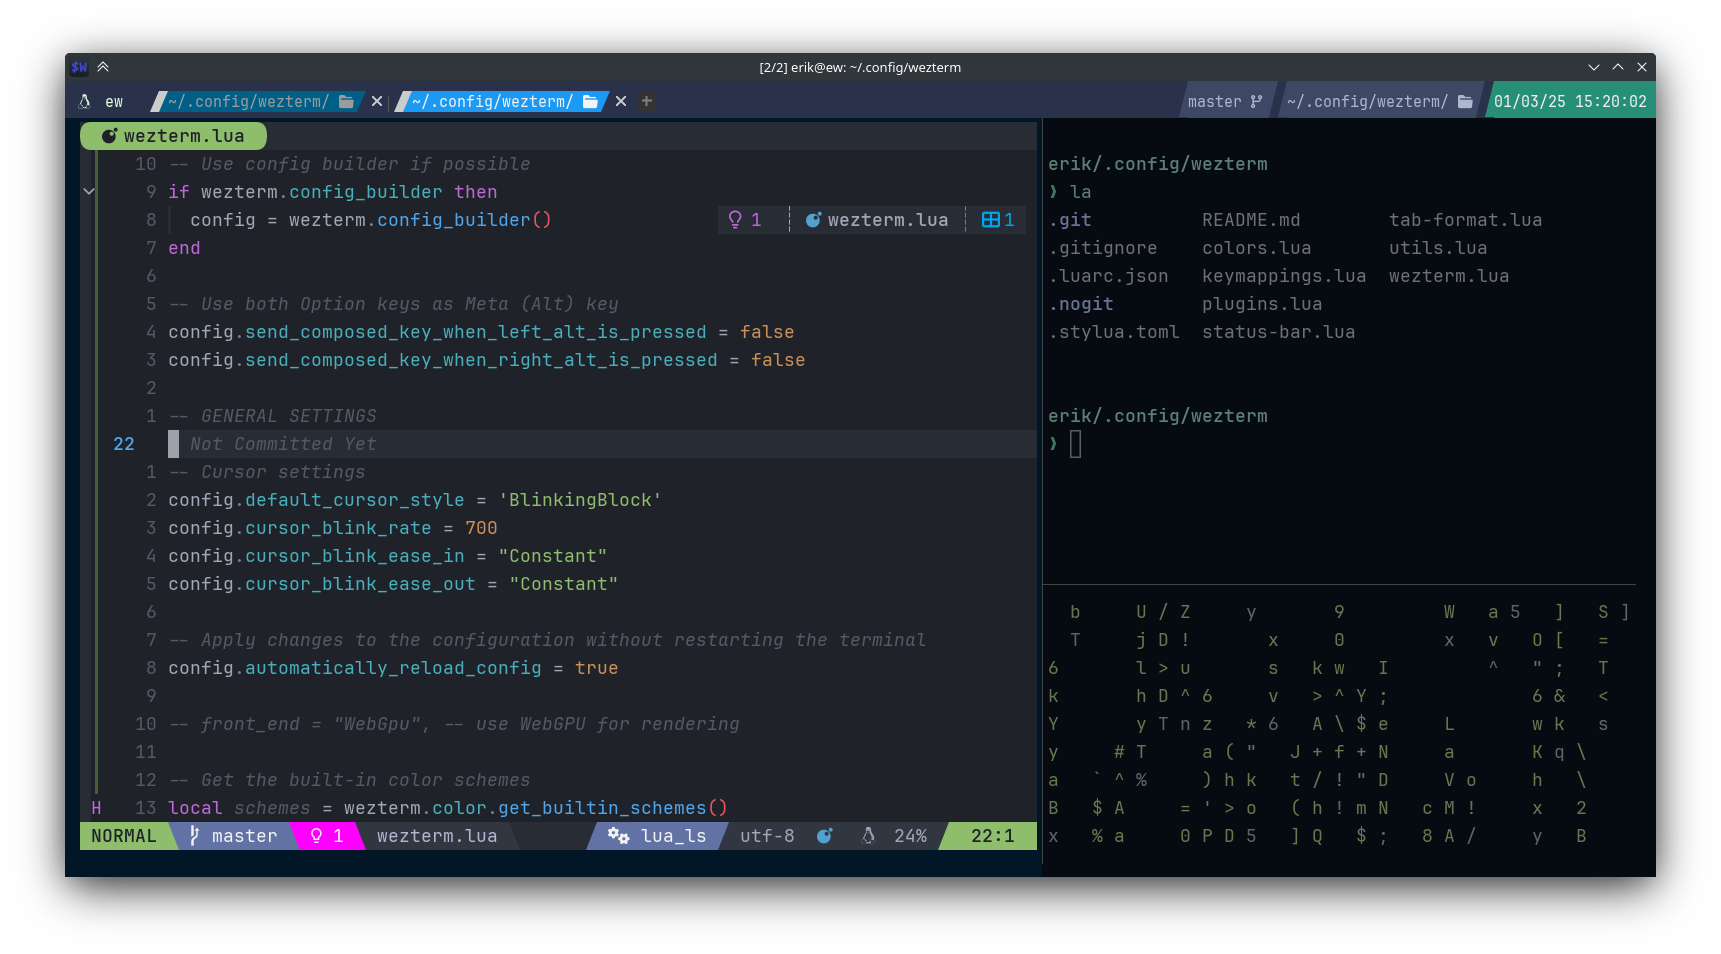 $W [2/2] erik@ew: ~/.config/wezterm
ew ~/.config/wezterm/ ~/.config/wezterm/ + master ~/.config/wezterm/ 01/03/25 15:20:02
wezterm.lua
10 -- Use config builder if possible
9 if wezterm.config_builder then
8 config = wezterm.config_builder()
1 wezterm.lua 1
7 end
6
5 -- Use both Option keys as Meta (Alt) key
4 config.send_composed_key_when_left_alt_is_pressed = false
3 config.send_composed_key_when_right_alt_is_pressed = false
2
1 -- GENERAL SETTINGS
22 Not Committed Yet
1 -- Cursor settings
2 config.default_cursor_style = 'BlinkingBlock'
3 config.cursor_blink_rate = 700
4 config.cursor_blink_ease_in = "Constant"
5 config.cursor_blink_ease_out = "Constant"
6
7 -- Apply changes to the configuration without restarting the terminal
8 config.automatically_reload_config = true
9
10 -- front_end = "WebGpu", -- use WebGPU for rendering
11
12 -- Get the built-in color schemes
H 13 local schemes = wezterm.color.get_builtin_schemes()
NORMAL master 1 wezterm.lua lua_ls utf-8 24% 22:1
erik/.config/wezterm
❫ la
.git README.md tab-format.lua
.gitignore colors.lua utils.lua
.luarc.json keymappings.lua wezterm.lua
.nogit plugins.lua
.stylua.toml status-bar.lua
erik/.config/wezterm
❫
b U / Z y 9 W a 5 ] S ]
T j D ! x 0 x v O [ =
6 l > u s k w I ^ " ; T
k h D ^ 6 v > ^ Y ; 6 & <
Y y T n z * 6 A \ $ e L w k s
y # T a ( " J + f + N a K q \
a ` ^ % ) h k t / ! " D V o h \
B $ A = ' > o ( h ! m N c M ! x 2
x % a 0 P D 5 ] Q $ ; 8 A / y B